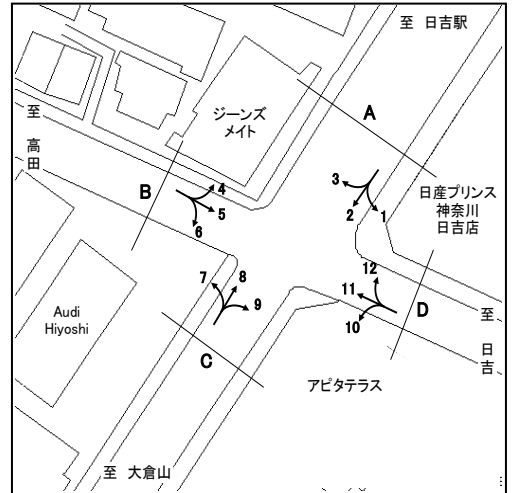 至 日吉駅
ジーンズ
メイト
A
至
高
田
日産プリンス
神奈川
日吉店
B
4
5
6
3
2
1
7
8
9
12
11
10
D
Audi
Hiyoshi
C
至
日
吉
アピタテラス
至 大倉山